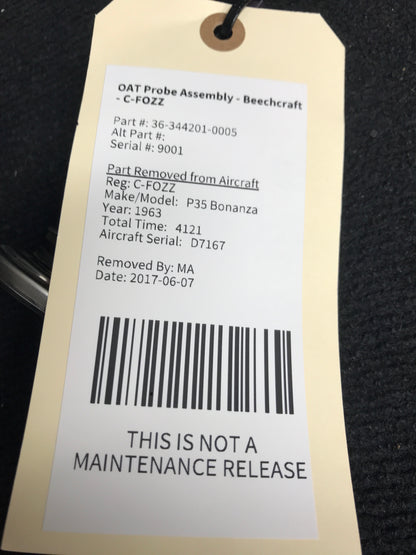 OAT Probe Assembly - Beechcraft
- C-FOZZ
Part #: 36-344201-0005
Alt Part #:
Serial #: 9001
Part Removed from Aircraft
Reg: C-FOZZ
Make/Model: P35 Bonanza
Year: 1963
Total Time: 4121
Aircraft Serial: D7167
Removed By: MA
Date: 2017-06-07
THIS IS NOT A
MAINTENANCE RELEASE